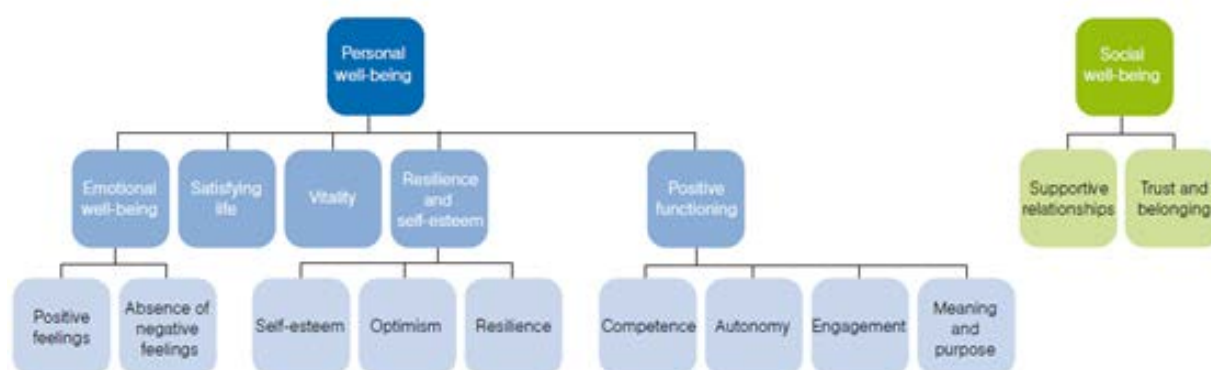 Personal
well-being
Social
well-being
Emotional
well-being
Satisfying
life
Vitality
Resilience
and
self-esteem
Positive
functioning
Supportive
relationships
Trust and
belonging
Positive
feelings
Absence of
negative
feelings
Self-esteem
Optimism
Resilience
Competence
Autonomy
Engagement
Meaning
and
purpose